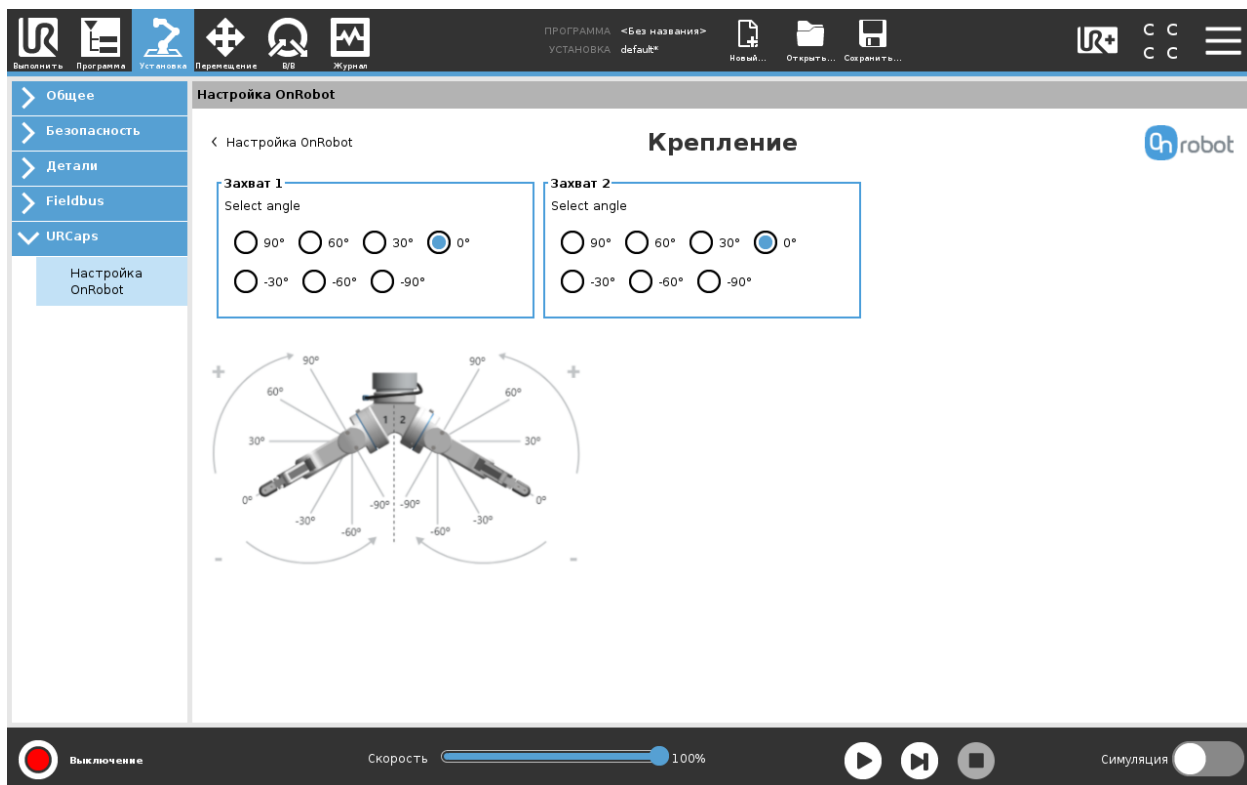 ПРОГРАММА <Без названия>
УСТАНОВКА default*
Выполнить Программа Установка Перемещение В/В Журнал
Новый... Открыть... Сохранить...
UR+
C C
C C
Общее
Безопасность
Детали
Fieldbus
URCaps
Настройка
OnRobot
Настройка OnRobot
Настройка OnRobot
Крепление
On robot
Захват 1
Select angle
90° 60° 30° 0°
-30° -60° -90°
Захват 2
Select angle
90° 60° 30° 0°
-30° -60° -90°
+ 90° 90° +
60° 60°
1 2
30° 30°
0° -90° -90° 0°
-30° -30°
-60° -60°
- -
Выключение
Скорость 100%
Симуляция